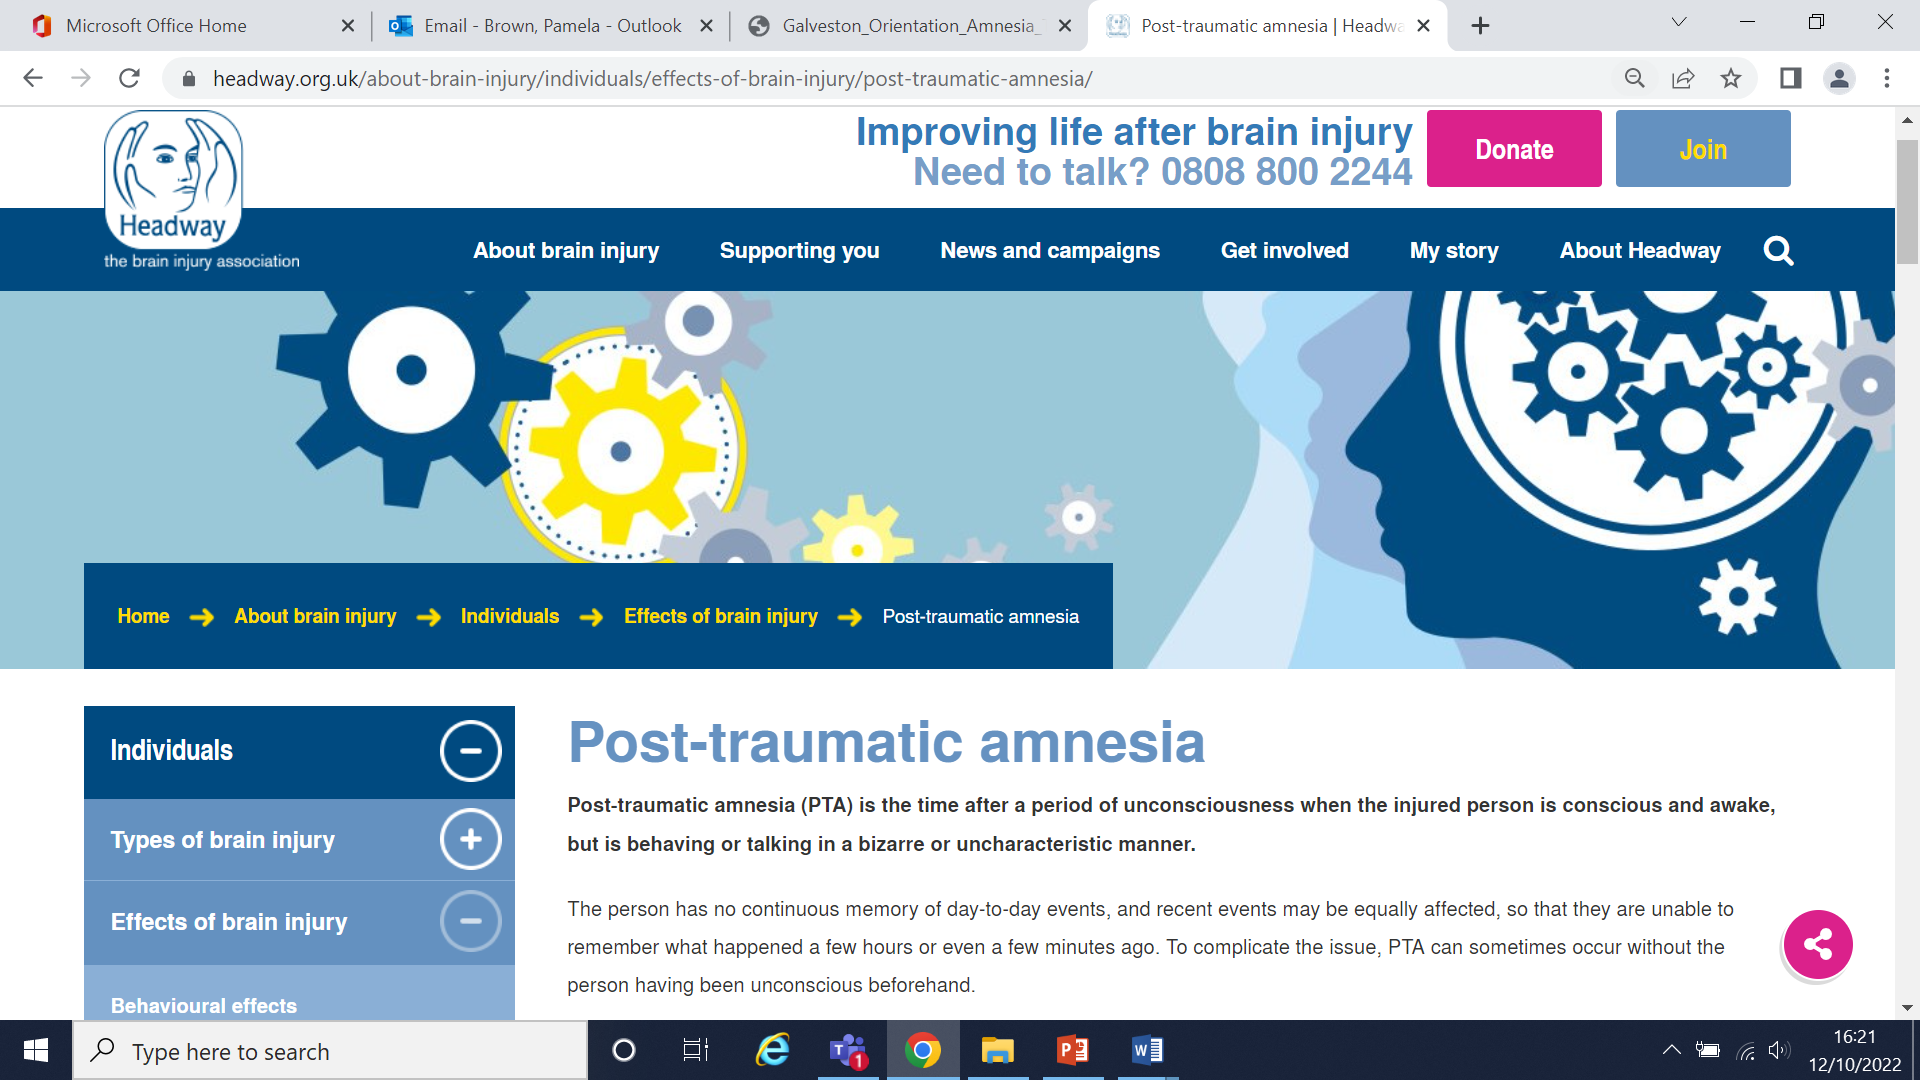 Microsoft Office Home
Email - Brown, Pamela - Outlook
Galveston_Orientation_Amnesia_
Post-traumatic amnesia | Headwa
headway.org.uk/about-brain-injury/individuals/effects-of-brain-injury/post-traumatic-amnesia/
Headway
the brain injury association
Improving life after brain injury
Need to talk? 0808 800 2244
Donate
Join
About brain injury
Supporting you
News and campaigns
Get involved
My story
About Headway
Home
About brain injury
Individuals
Effects of brain injury
Post-traumatic amnesia
Individuals
Types of brain injury
Effects of brain injury
Behavioural effects
Post-traumatic amnesia
Post-traumatic amnesia (PTA) is the time after a period of unconsciousness when the injured person is conscious and awake,
but is behaving or talking in a bizarre or uncharacteristic manner.
The person has no continuous memory of day-to-day events, and recent events may be equally affected, so that they are unable to
remember what happened a few hours or even a few minutes ago. To complicate the issue, PTA can sometimes occur without the
person having been unconscious beforehand.
Type here to search
T
1
P
W
16:21
12/10/2022